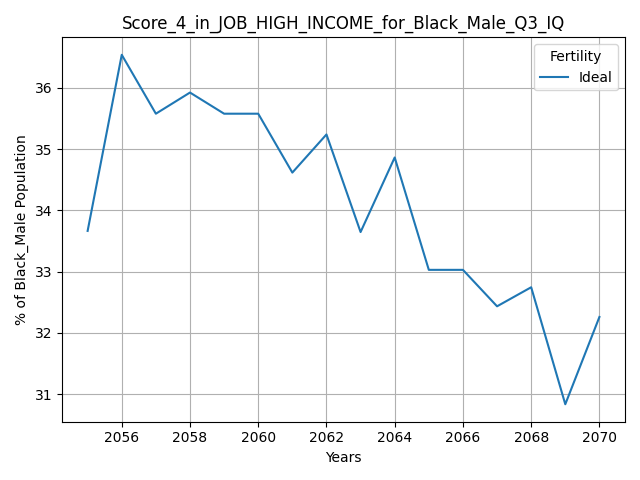 Score_4_in_JOB_HIGH_INCOME_for_Black_Male_Q3_IQ
Fertility
Ideal
% of Black_Male Population
36
35
34
33
32
31
2056 2058 2060 2062 2064 2066 2068 2070
Years